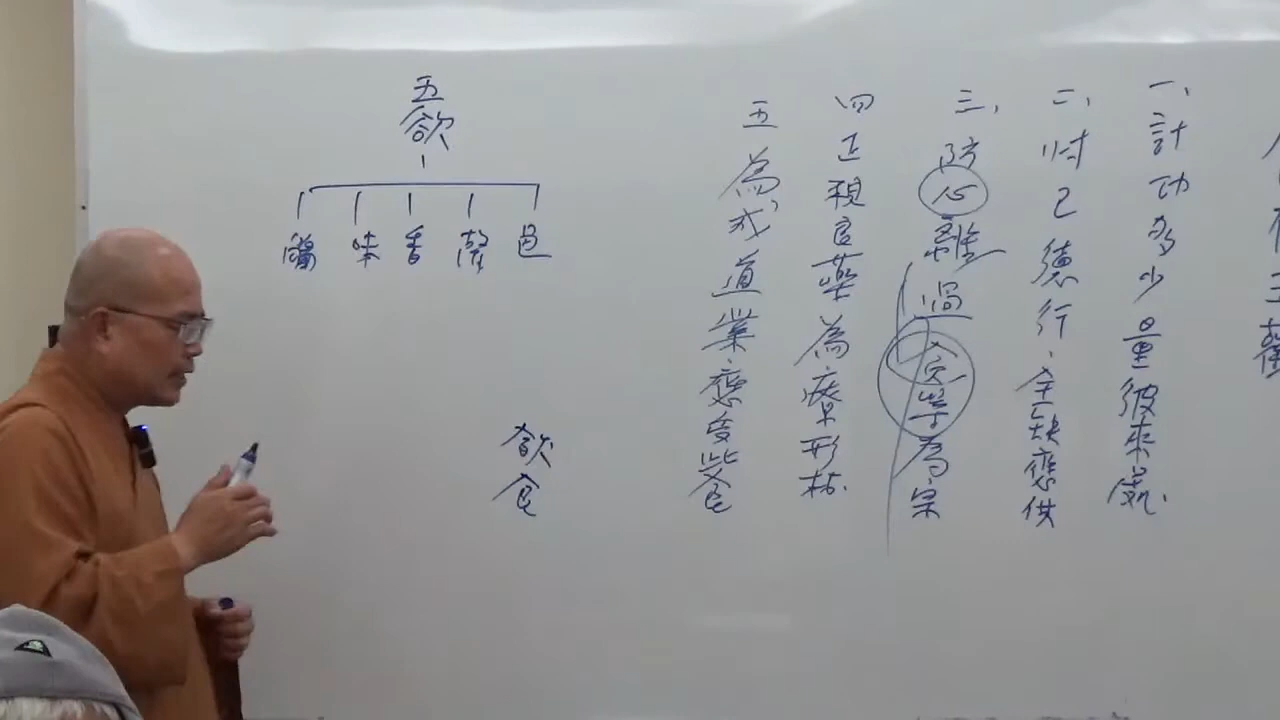 一、計功多少量彼來處.
二、忖己德行、全缺應供
三、防心離過貪等為宗
四正視良藥為療形枯.
五為成道業應受此食
飲食
五欲
色
聲
香
味
觸